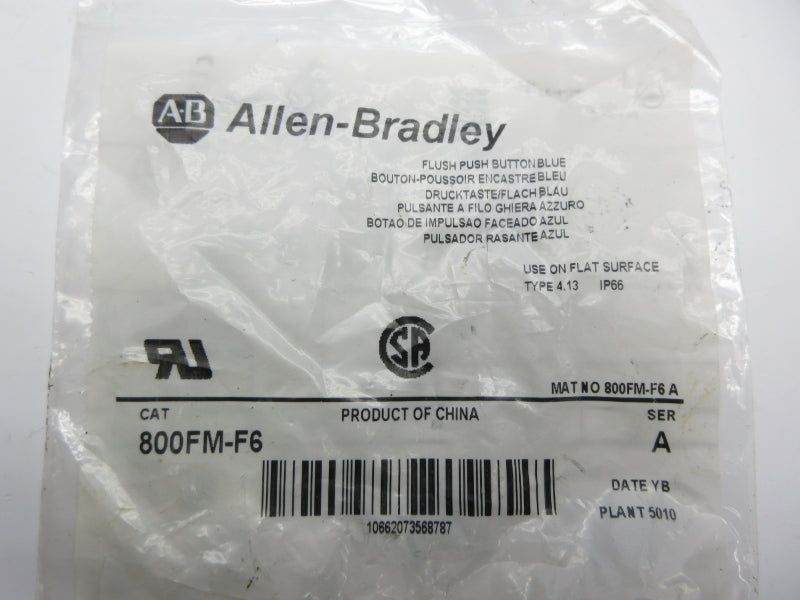 A-B Allen-Bradley
FLUSH PUSH BUTTON BLUE
BOUTON-POUSSOIR ENCASTRE BLEU
DRUCKTASTE/FLACH BLAU
PULSANTE A FILO GHIERA AZZURO
BOTAO DE IMPULSAO FACEADO AZUL
PULSADOR RASANTE AZUL
USE ON FLAT SURFACE
TYPE 4.13 IP66
MAT NO 800FM-F6 A
CAT PRODUCT OF CHINA SER
800FM-F6 A
DATE YB
PLANT 5010
10662073568787